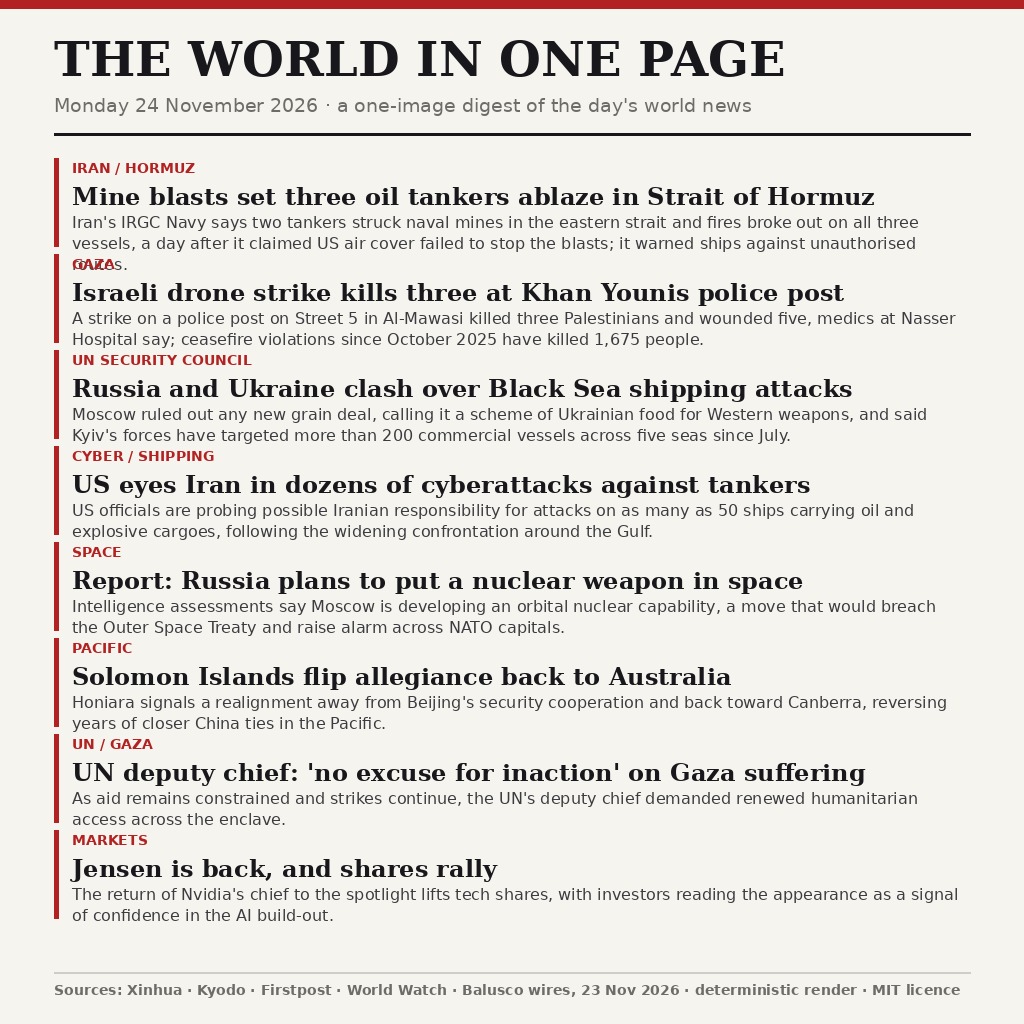 THE WORLD IN ONE PAGE
Monday 24 November 2026 · a one-image digest of the day's world news
IRAN / HORMUZ
Mine blasts set three oil tankers ablaze in Strait of Hormuz
Iran's IRGC Navy says two tankers struck naval mines in the eastern strait and fires broke out on all three
vessels, a day after it claimed US air cover failed to stop the blasts; it warned ships against unauthorised
routes.
GAZA
Israeli drone strike kills three at Khan Younis police post
A strike on a police post on Street 5 in Al-Mawasi killed three Palestinians and wounded five, medics at Nasser
Hospital say; ceasefire violations since October 2025 have killed 1,675 people.
UN SECURITY COUNCIL
Russia and Ukraine clash over Black Sea shipping attacks
Moscow ruled out any new grain deal, calling it a scheme of Ukrainian food for Western weapons, and said
Kyiv's forces have targeted more than 200 commercial vessels across five seas since July.
CYBER / SHIPPING
US eyes Iran in dozens of cyberattacks against tankers
US officials are probing possible Iranian responsibility for attacks on as many as 50 ships carrying oil and
explosive cargoes, following the widening confrontation around the Gulf.
SPACE
Report: Russia plans to put a nuclear weapon in space
Intelligence assessments say Moscow is developing an orbital nuclear capability, a move that would breach
the Outer Space Treaty and raise alarm across NATO capitals.
PACIFIC
Solomon Islands flip allegiance back to Australia
Honiara signals a realignment away from Beijing's security cooperation and back toward Canberra, reversing
years of closer China ties in the Pacific.
UN / GAZA
UN deputy chief: 'no excuse for inaction' on Gaza suffering
As aid remains constrained and strikes continue, the UN's deputy chief demanded renewed humanitarian
access across the enclave.
MARKETS
Jensen is back, and shares rally
The return of Nvidia's chief to the spotlight lifts tech shares, with investors reading the appearance as a signal
of confidence in the AI build-out.
Sources: Xinhua · Kyodo · Firstpost · World Watch · Balusco wires, 23 Nov 2026 · deterministic render · MIT licence